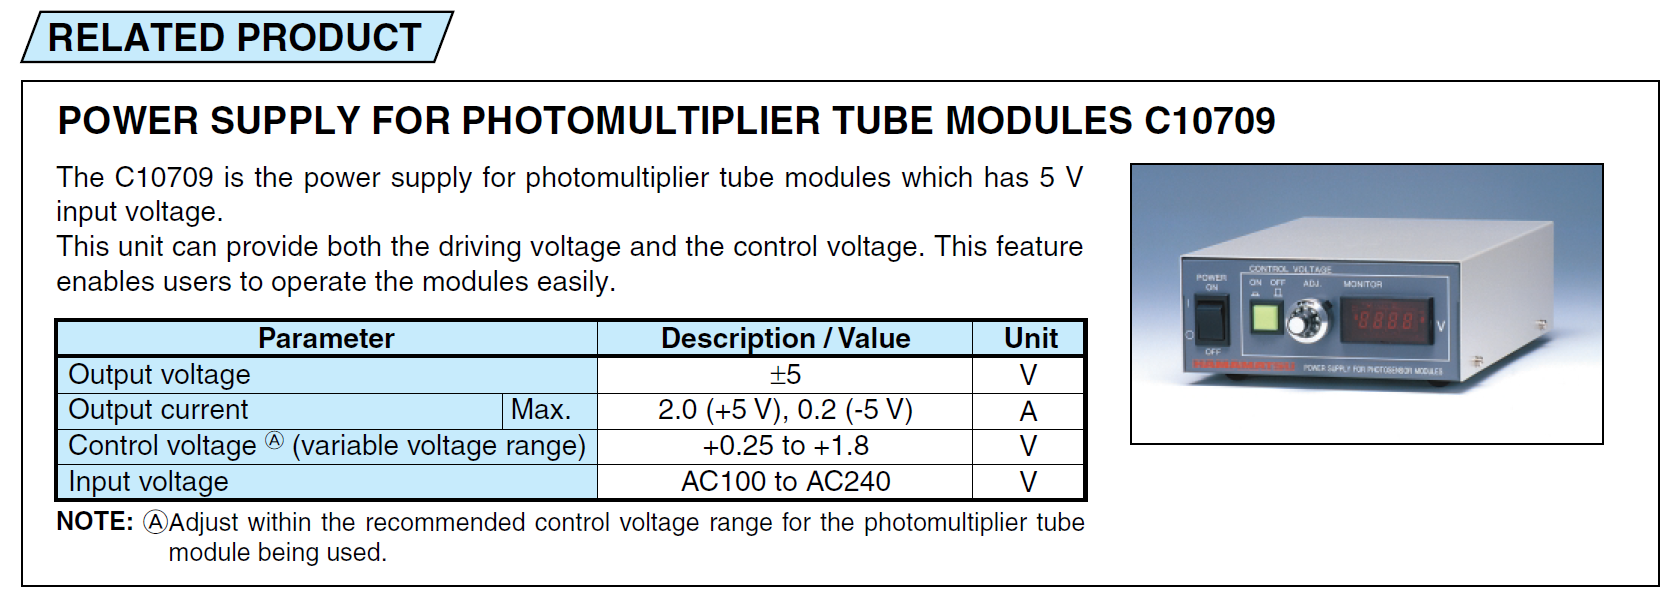 RELATED PRODUCT
POWER SUPPLY FOR PHOTOMULTIPLIER TUBE MODULES C10709
The C10709 is the power supply for photomultiplier tube modules which has 5 V
input voltage.
This unit can provide both the driving voltage and the control voltage. This feature
enables users to operate the modules easily.
Parameter Description / Value Unit
Output voltage ±5 V
Output current Max. 2.0 (+5 V), 0.2 (-5 V) A
Control voltage Ⓐ (variable voltage range) +0.25 to +1.8 V
Input voltage AC100 to AC240 V
NOTE: ⒶAdjust within the recommended control voltage range for the photomultiplier tube
module being used.
CONTROL VOLTAGE
POWER
ON
ON OFF ADJ. MONITOR
8888 V
OFF
HAMAMATSU POWER SUPPLY FOR PHOTOSENSOR MODULES